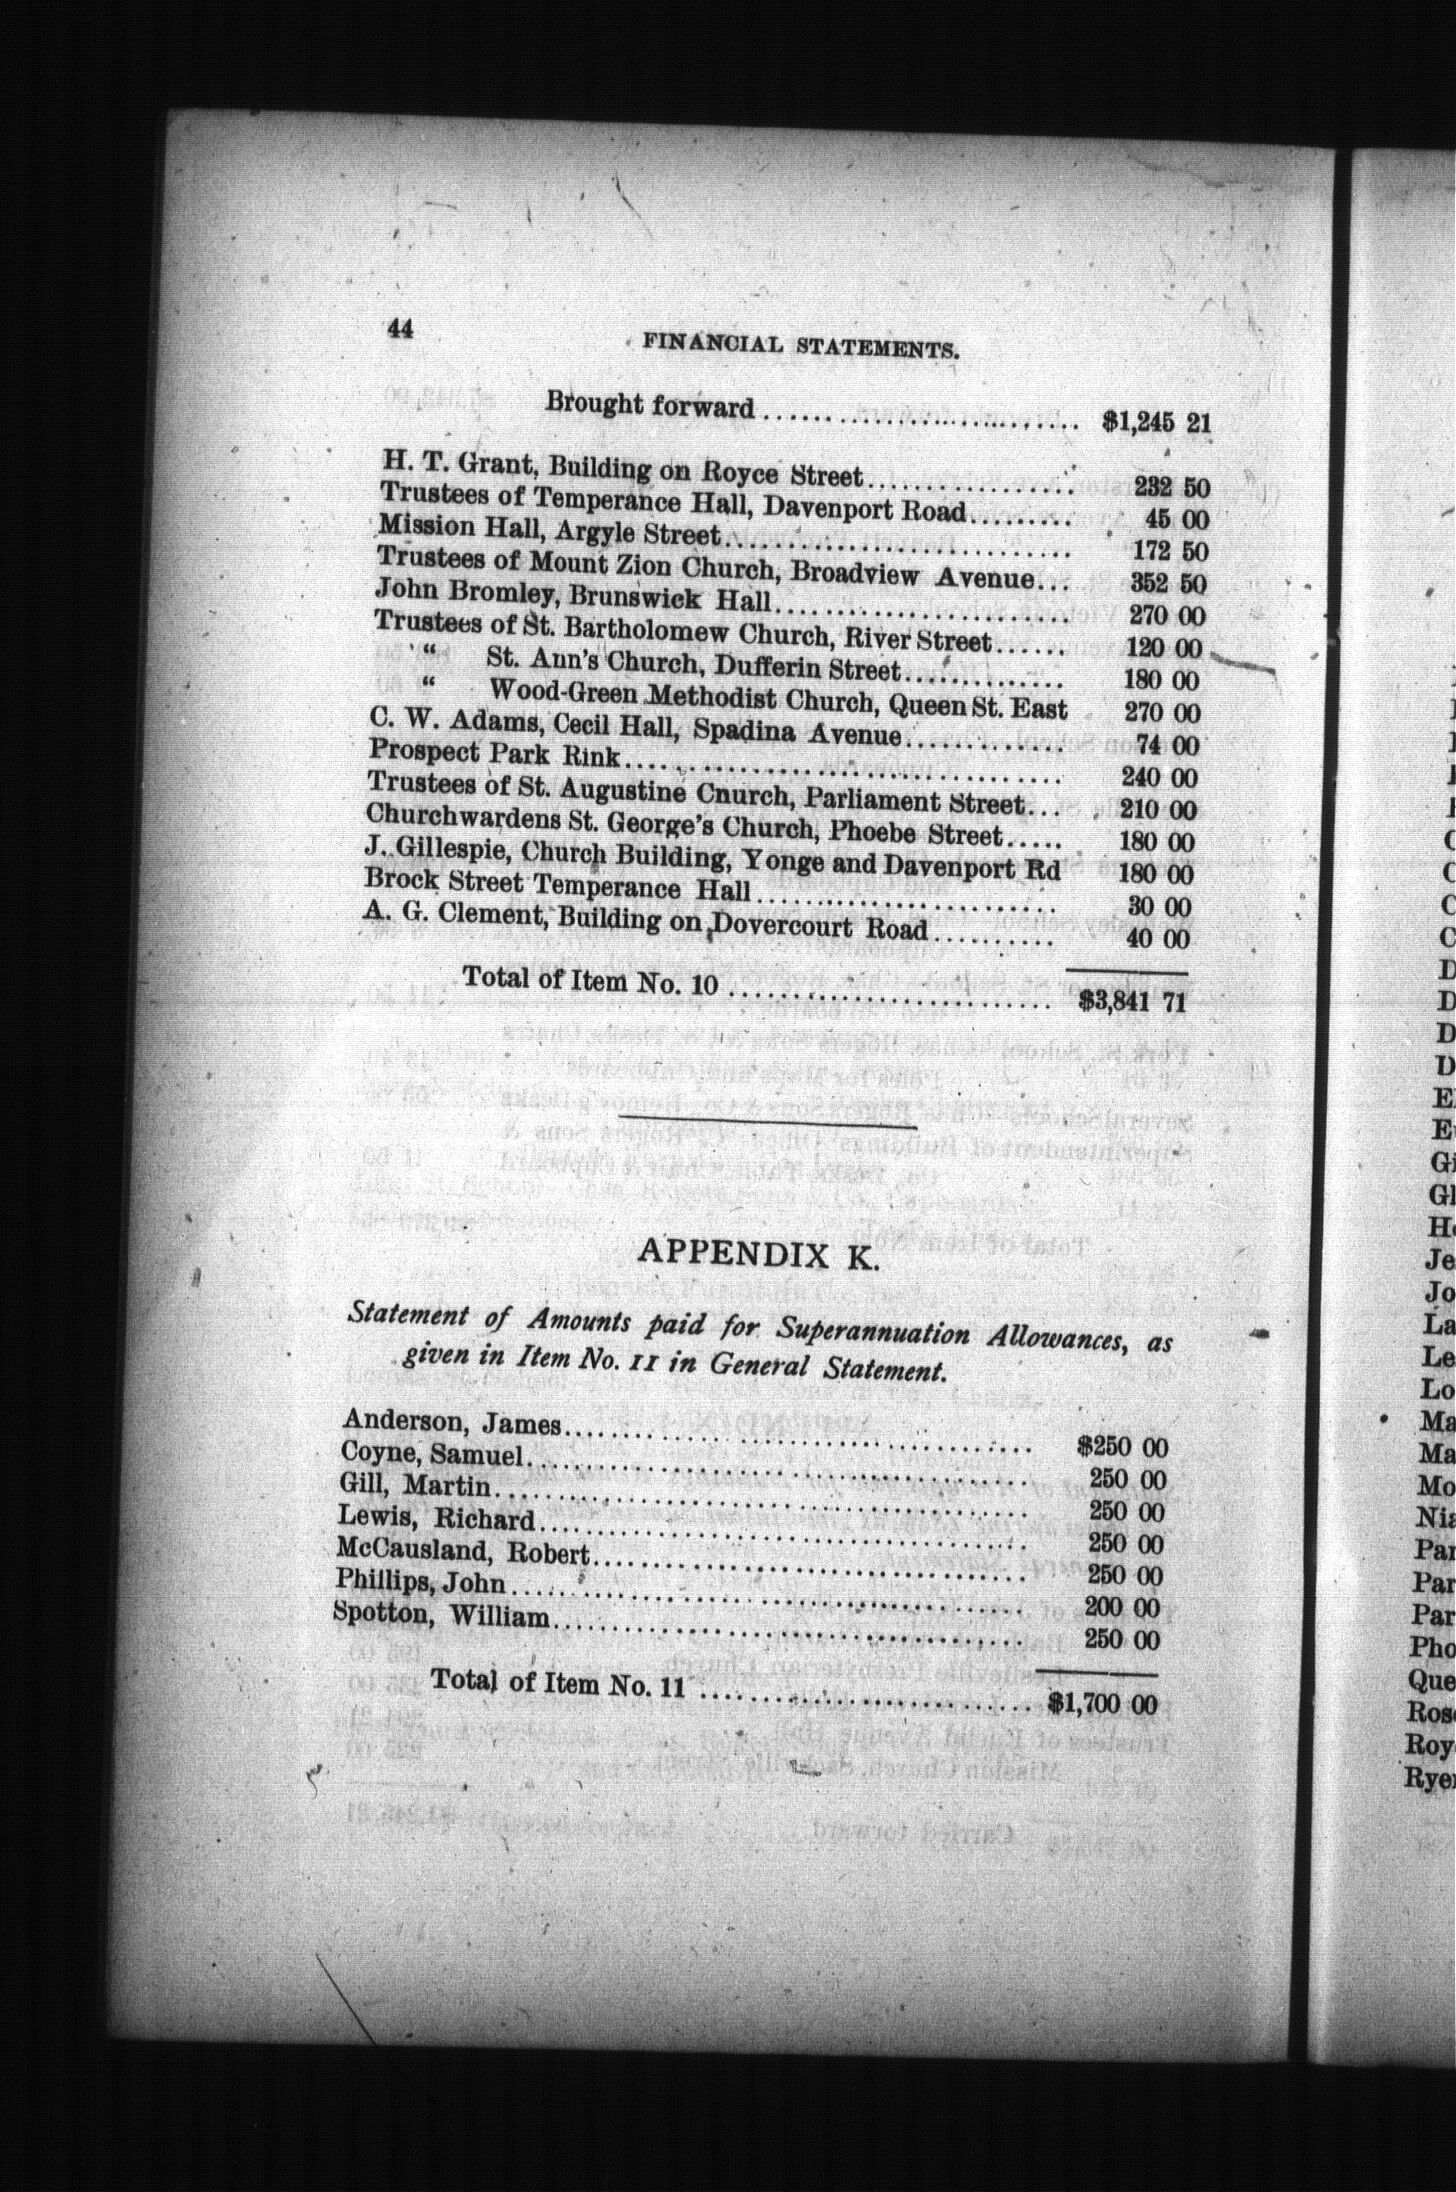 44
FINANCIAL STATEMENTS.
Brought forward .............................. $1,245 21
H. T. Grant, Building on Royce Street................. 232 50
Trustees of Temperance Hall, Davenport Road......... 45 00
Mission Hall, Argyle Street............................ 172 50
Trustees of Mount Zion Church, Broadview Avenue... 352 50
John Bromley, Brunswick Hall........................ 270 00
Trustees of St. Bartholomew Church, River Street...... 120 00
“ St. Ann's Church, Dufferin Street............. 180 00
“ Wood-Green Methodist Church, Queen St. East 270 00
C. W. Adams, Cecil Hall, Spadina Avenue............. 74 00
Prospect Park Rink................................... 240 00
Trustees of St. Augustine Cnurch, Parliament Street... 210 00
Churchwardens St. George's Church, Phoebe Street..... 180 00
J. Gillespie, Church Building, Yonge and Davenport Rd 180 00
Brock Street Temperance Hall ........................ 30 00
A. G. Clement, Building on Dovercourt Road.......... 40 00
Total of Item No. 10 .......................... $3,841 71
APPENDIX K.
Statement of Amounts paid for Superannuation Allowances, as
given in Item No. 11 in General Statement.
Anderson, James..................................... $250 00
Coyne, Samuel........................................ 250 00
Gill, Martin........................................... 250 00
Lewis, Richard....................................... 250 00
McCausland, Robert................................... 250 00
Phillips, John ......................................... 200 00
Spotton, William...................................... 250 00
Total of Item No. 11 ........................... $1,700 00